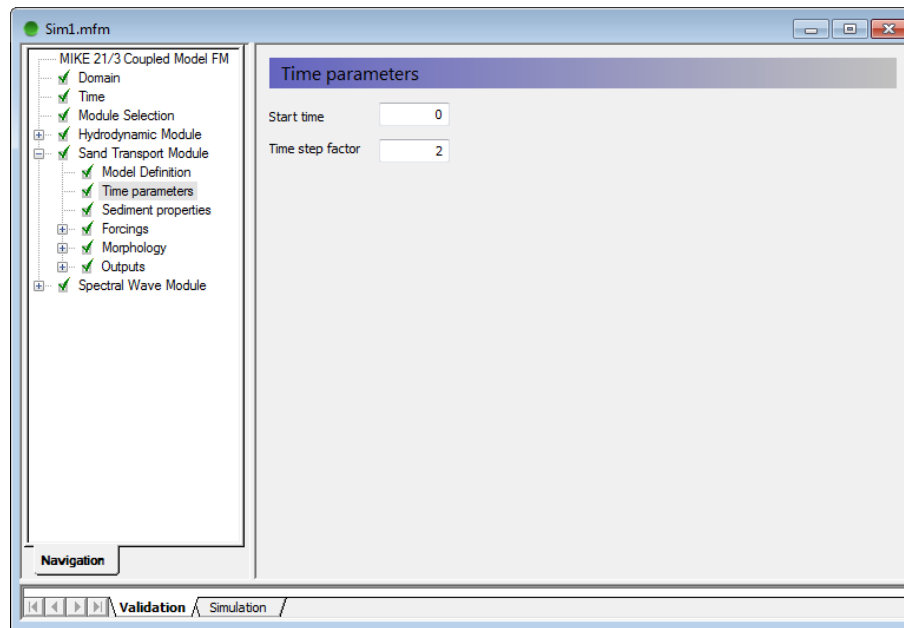 Sim1.mfm
MIKE 21/3 Coupled Model FM
Domain
Time
Module Selection
Hydrodynamic Module
Sand Transport Module
Model Definition
Time parameters
Sediment properties
Forcings
Morphology
Outputs
Spectral Wave Module
Navigation
Time parameters
Start time 0
Time step factor 2
Validation Simulation